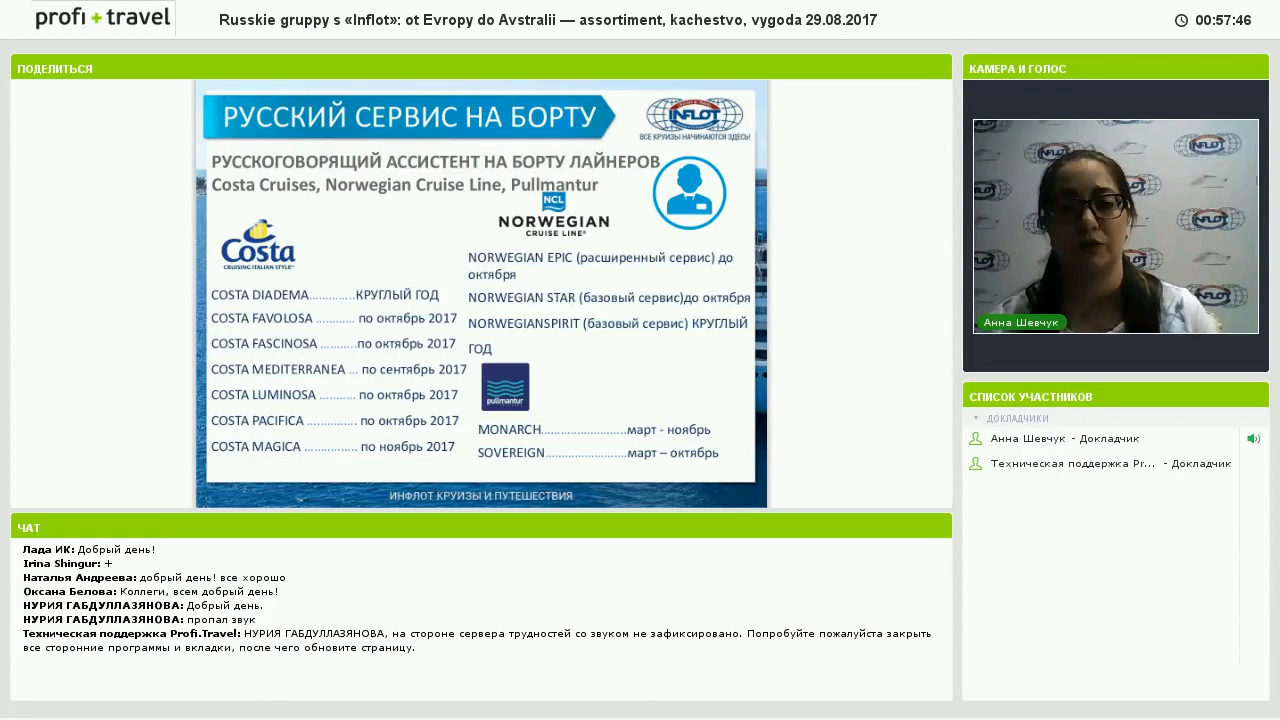 profi + travel
Russkie gruppy s «Inflot»: ot Evropy do Avstralii — assortiment, kachestvo, vygoda 29.08.2017
00:57:46
ПОДЕЛИТЬСЯ
РУССКИЙ СЕРВИС НА БОРТУ
INFLOT
ВСЕ КРУИЗЫ НАЧИНАЮТСЯ ЗДЕСЬ!
РУССКОГОВОРЯЩИЙ АССИСТЕНТ НА БОРТУ ЛАЙНЕРОВ
Costa Cruises, Norwegian Cruise Line, Pullmantur
Costa
CRUISING ITALIAN STYLE
COSTA DIADEMA..............КРУГЛЫЙ ГОД
COSTA FAVOLOSA ........... по октябрь 2017
COSTA FASCINOSA ...........по октябрь 2017
COSTA MEDITERRANEA ... по сентябрь 2017
COSTA LUMINOSA .......... по октябрь 2017
COSTA PACIFICA .............. по октябрь 2017
COSTA MAGICA ............... по ноябрь 2017
NCL
NORWEGIAN
CRUISE LINE®
NORWEGIAN EPIC (расширенный сервис) до
октября
NORWEGIAN STAR (базовый сервис)до октября
NORWEGIANSPIRIT (базовый сервис) КРУГЛЫЙ
ГОД
pullmantur
MONARCH........................март - ноябрь
SOVEREIGN.......................март – октябрь
ИНФЛОТ КРУИЗЫ И ПУТЕШЕСТВИЯ
КАМЕРА И ГОЛОС
INFLOT
INFLOT
INFLOT
INFLOT
INFLOT
Анна Шевчук
СПИСОК УЧАСТНИКОВ
ДОКЛАДЧИКИ
Анна Шевчук - Докладчик
Техническая поддержка Pr... - Докладчик
ЧАТ
Лада ИК: Добрый день!
Irina Shingur: +
Наталья Андреева: добрый день! все хорошо
Оксана Белова: Коллеги, всем добрый день!
НУРИЯ ГАБДУЛЛАЗЯНОВА: Добрый день.
НУРИЯ ГАБДУЛЛАЗЯНОВА: пропал звук
Техническая поддержка Profi.Travel: НУРИЯ ГАБДУЛЛАЗЯНОВА, на стороне сервера трудностей со звуком не зафиксировано. Попробуйте пожалуйста закрыть
все сторонние программы и вкладки, после чего обновите страницу.